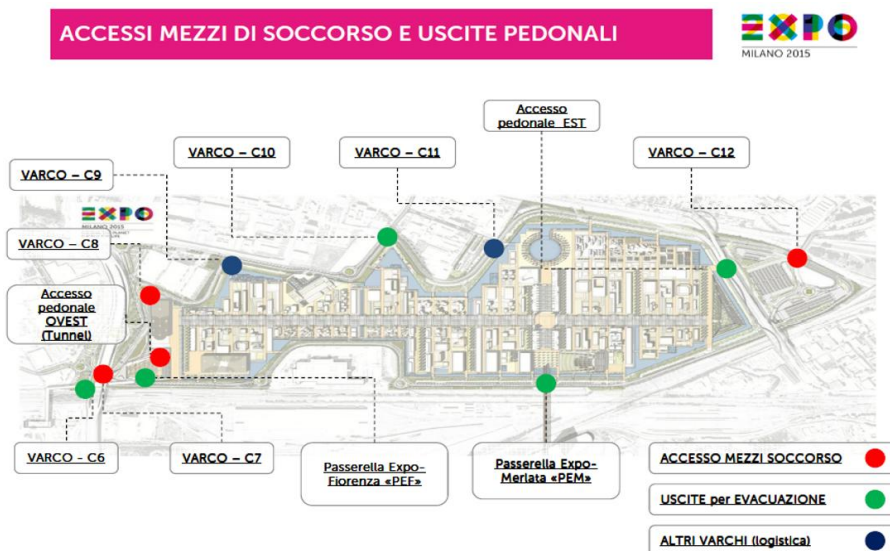 ACCESSI MEZZI DI SOCCORSO E USCITE PEDONALI
EXPO
MILANO 2015
Accesso
pedonale EST
VARCO – C10
VARCO – C11
VARCO – C12
VARCO – C9
EXPO
MILANO 2015
VARCO – C8
Accesso
pedonale
OVEST
(Tunnel)
VARCO - C6
VARCO – C7
Passerella Expo-
Fiorenza «PEF»
Passerella Expo-
Merlata «PEM»
ACCESSO MEZZI SOCCORSO
USCITE per EVACUAZIONE
ALTRI VARCHI (logistica)